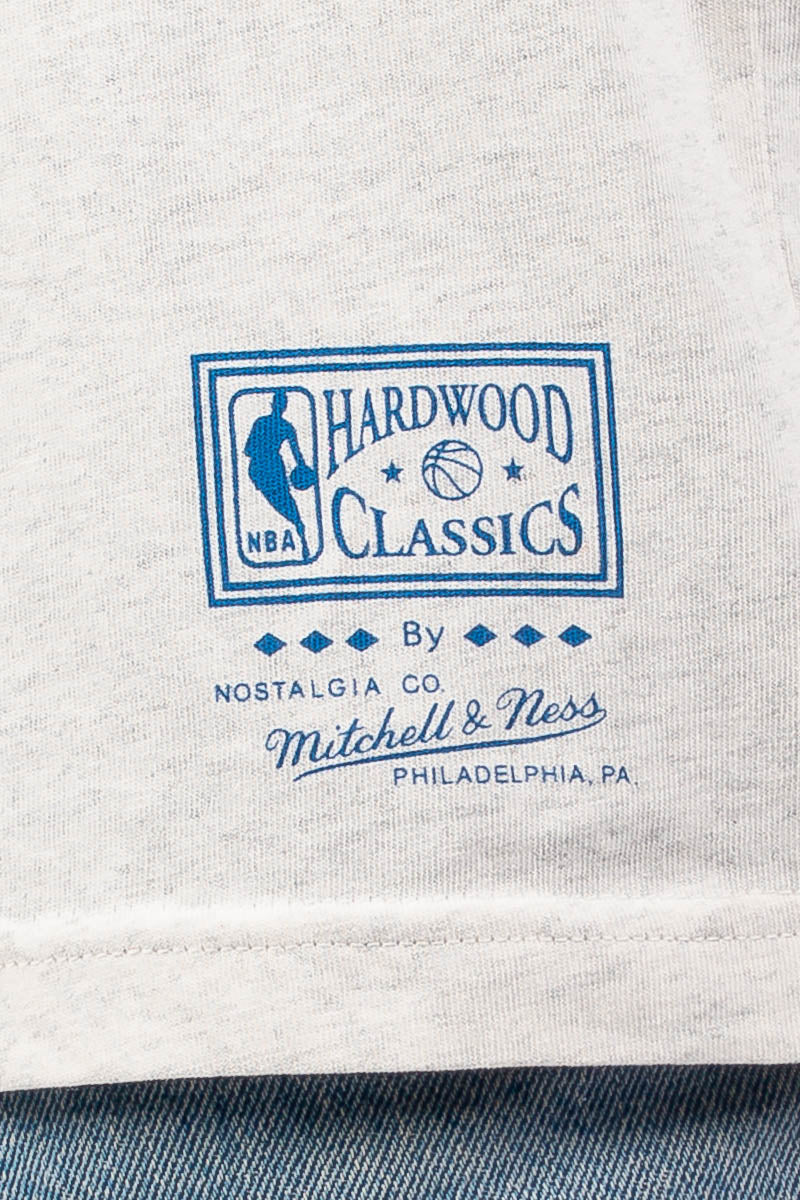 HARDWOOD
CLASSICS
NBA
By
NOSTALGIA CO.
Mitchell & Ness
PHILADELPHIA, PA.